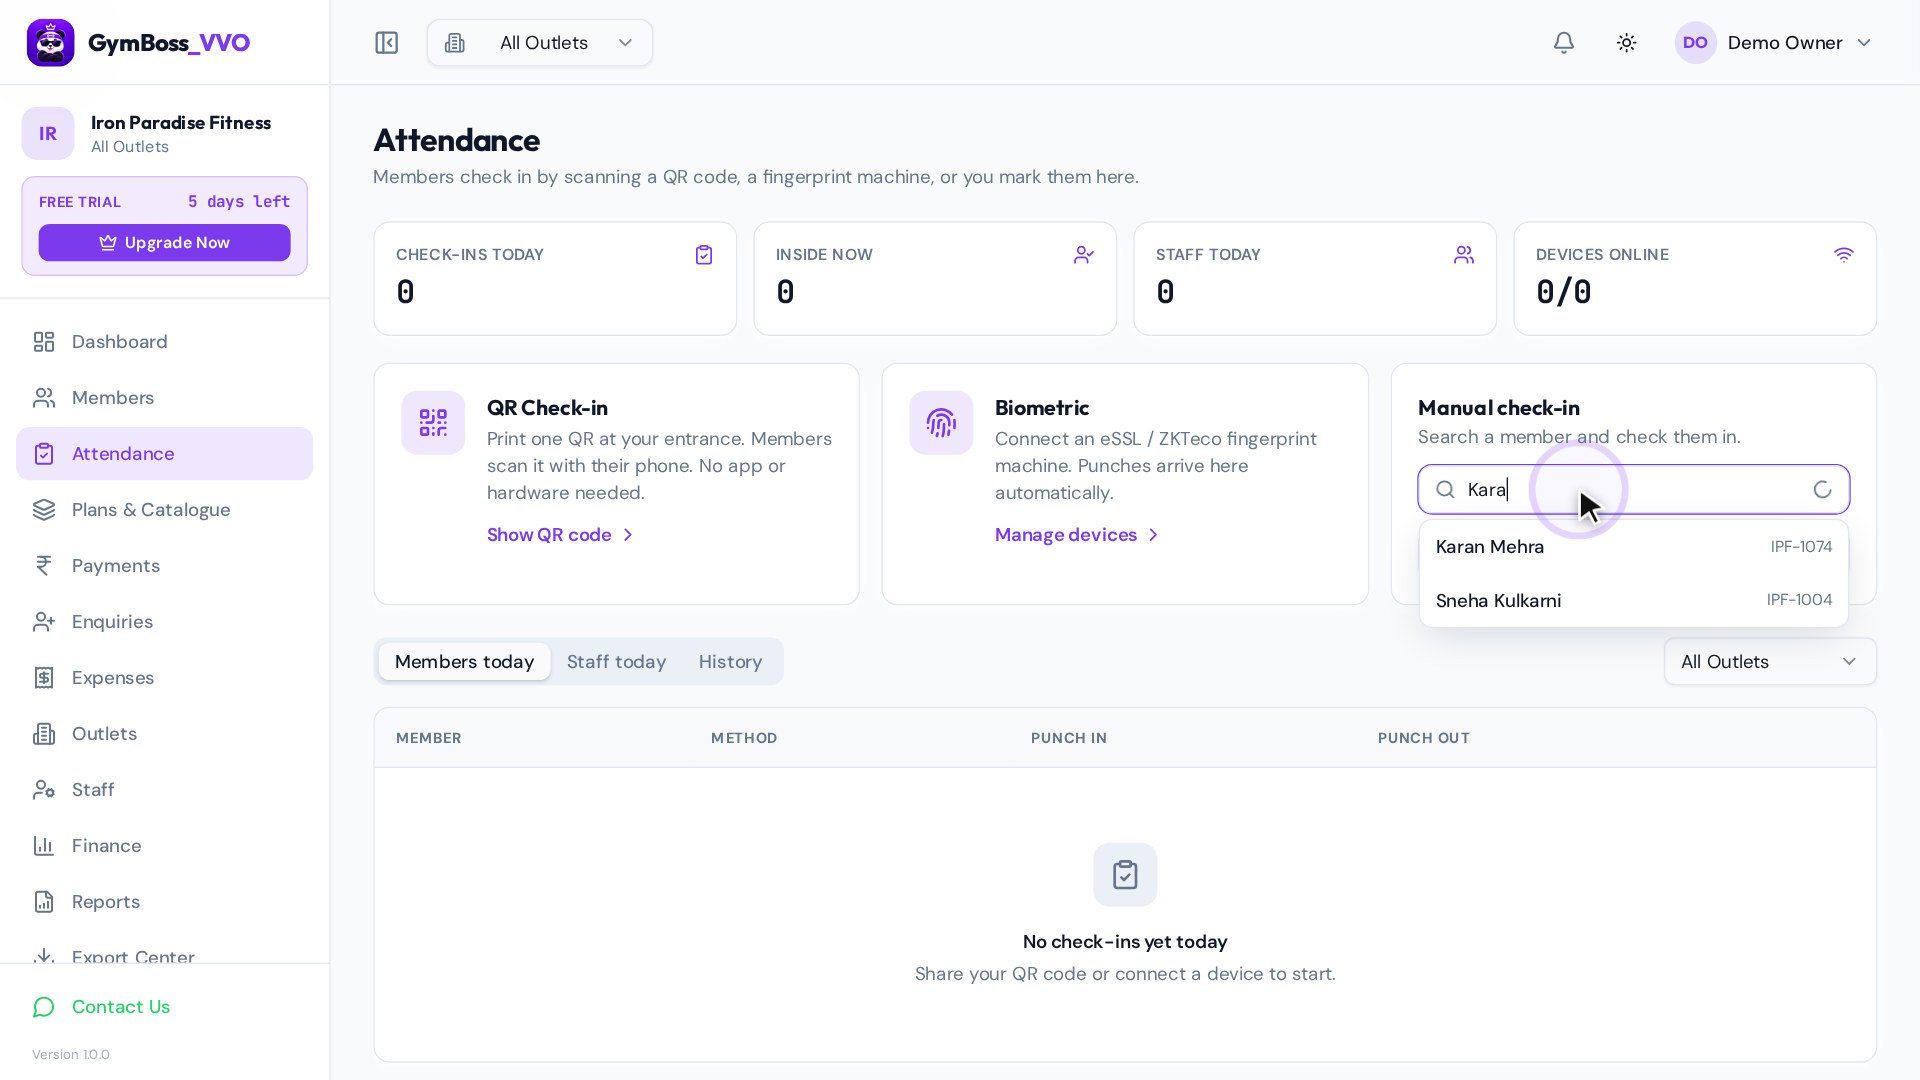 GymBoss_VVO
All Outlets
DO
Demo Owner
IR
Iron Paradise Fitness
All Outlets
FREE TRIAL
5 days left
Upgrade Now
Dashboard
Members
Attendance
Plans & Catalogue
Payments
Enquiries
Expenses
Outlets
Staff
Finance
Reports
Export Center
Contact Us
Version 1.0.0
Attendance
Members check in by scanning a QR code, a fingerprint machine, or you mark them here.
CHECK-INS TODAY
0
INSIDE NOW
0
STAFF TODAY
0
DEVICES ONLINE
0/0
QR Check-in
Print one QR at your entrance. Members
scan it with their phone. No app or
hardware needed.
Show QR code
Biometric
Connect an eSSL / ZKTeco fingerprint
machine. Punches arrive here
automatically.
Manage devices
Manual check-in
Search a member and check them in.
Kara
Karan Mehra IPF-1074
Sneha Kulkarni IPF-1004
Members today
Staff today
History
All Outlets
MEMBER METHOD PUNCH IN PUNCH OUT
No check-ins yet today
Share your QR code or connect a device to start.